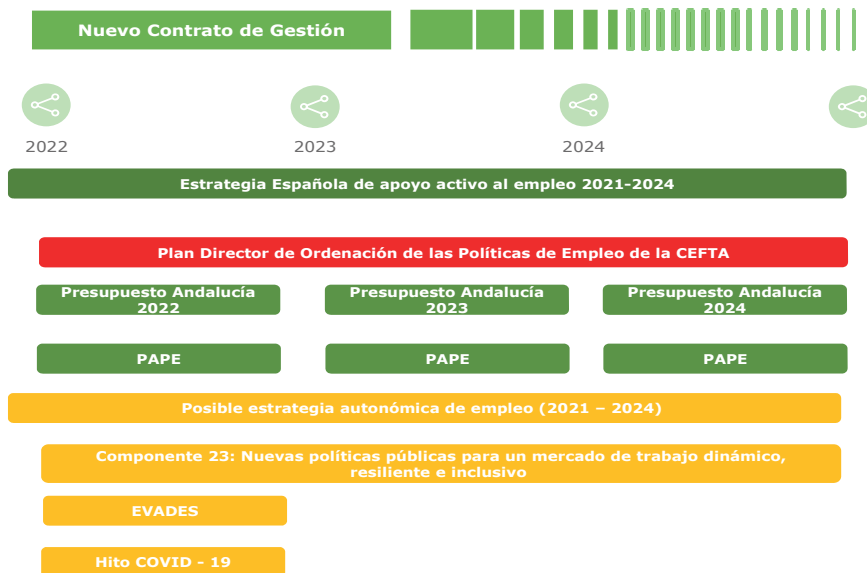 Nuevo Contrato de Gestión
2022
2023
2024
Estrategia Española de apoyo activo al empleo 2021-2024
Plan Director de Ordenación de las Políticas de Empleo de la CEFTA
Presupuesto Andalucía
2022
Presupuesto Andalucía
2023
Presupuesto Andalucía
2024
PAPE
PAPE
PAPE
Posible estrategia autonómica de empleo (2021 – 2024)
Componente 23: Nuevas políticas públicas para un mercado de trabajo dinámico,
resiliente e inclusivo
EVADES
Hito COVID - 19